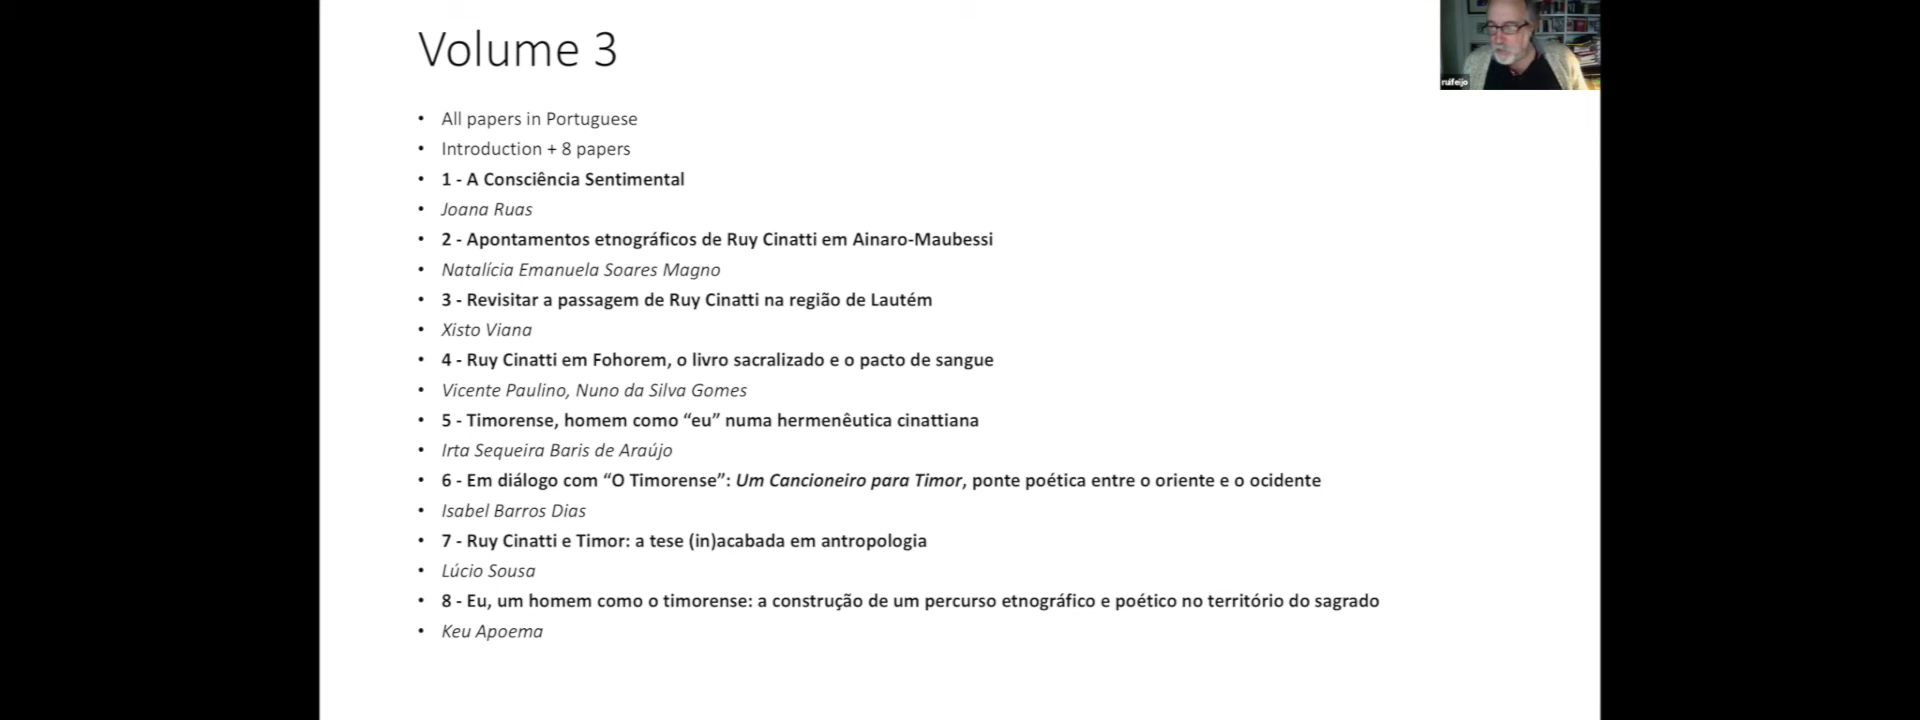 Volume 3
ruifeijo
• All papers in Portuguese
• Introduction + 8 papers
• 1 - A Consciência Sentimental
• Joana Ruas
• 2 - Apontamentos etnográficos de Ruy Cinatti em Ainaro-Maubessi
• Natalícia Emanuela Soares Magno
• 3 - Revisitar a passagem de Ruy Cinatti na região de Lautém
• Xisto Viana
• 4 - Ruy Cinatti em Fohorem, o livro sacralizado e o pacto de sangue
• Vicente Paulino, Nuno da Silva Gomes
• 5 - Timorense, homem como “eu” numa hermenêutica cinattiana
• Irta Sequeira Baris de Araújo
• 6 - Em diálogo com “O Timorense”: Um Cancioneiro para Timor, ponte poética entre o oriente e o ocidente
• Isabel Barros Dias
• 7 - Ruy Cinatti e Timor: a tese (in)acabada em antropologia
• Lúcio Sousa
• 8 - Eu, um homem como o timorense: a construção de um percurso etnográfico e poético no território do sagrado
• Keu Apoema